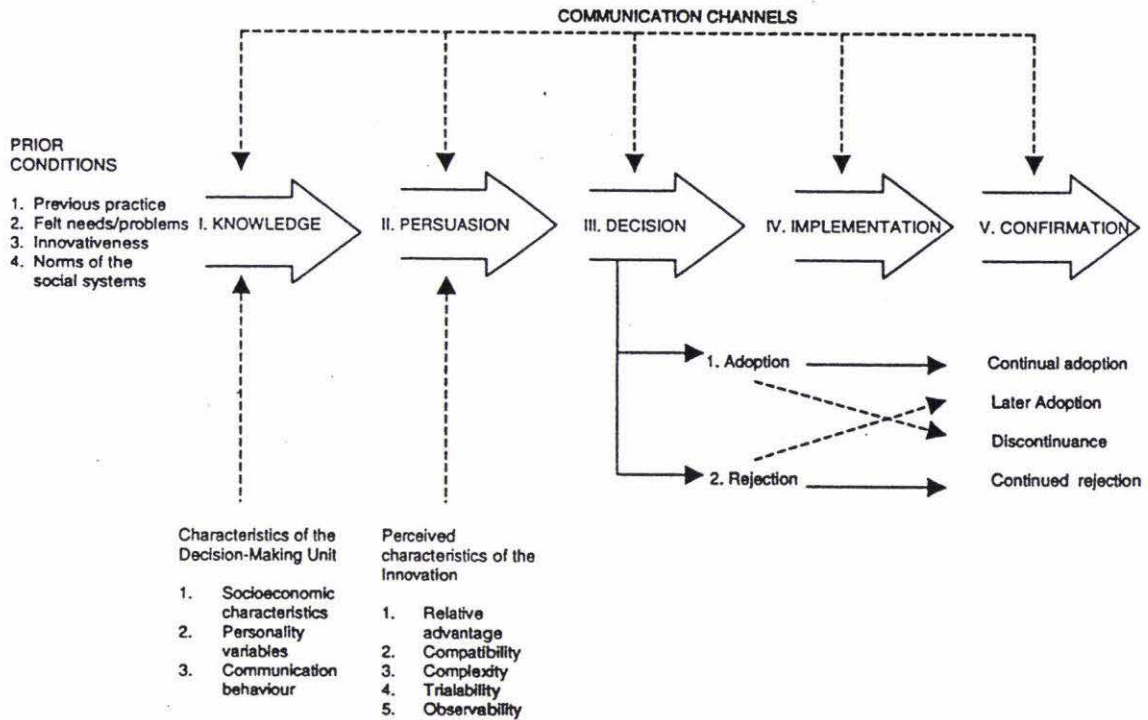 COMMUNICATION CHANNELS
PRIOR
CONDITIONS
1. Previous practice
2. Felt needs/problems
3. Innovativeness
4. Norms of the
social systems
I. KNOWLEDGE
II. PERSUASION
III. DECISION
IV. IMPLEMENTATION
V. CONFIRMATION
1. Adoption
Continual adoption
Later Adoption
Discontinuance
2. Rejection
Continued rejection
Characteristics of the
Decision-Making Unit
1. Socioeconomic
characteristics
2. Personality
variables
3. Communication
behaviour
Perceived
characteristics of the
Innovation
1. Relative
advantage
2. Compatibility
3. Complexity
4. Trialability
5. Observability